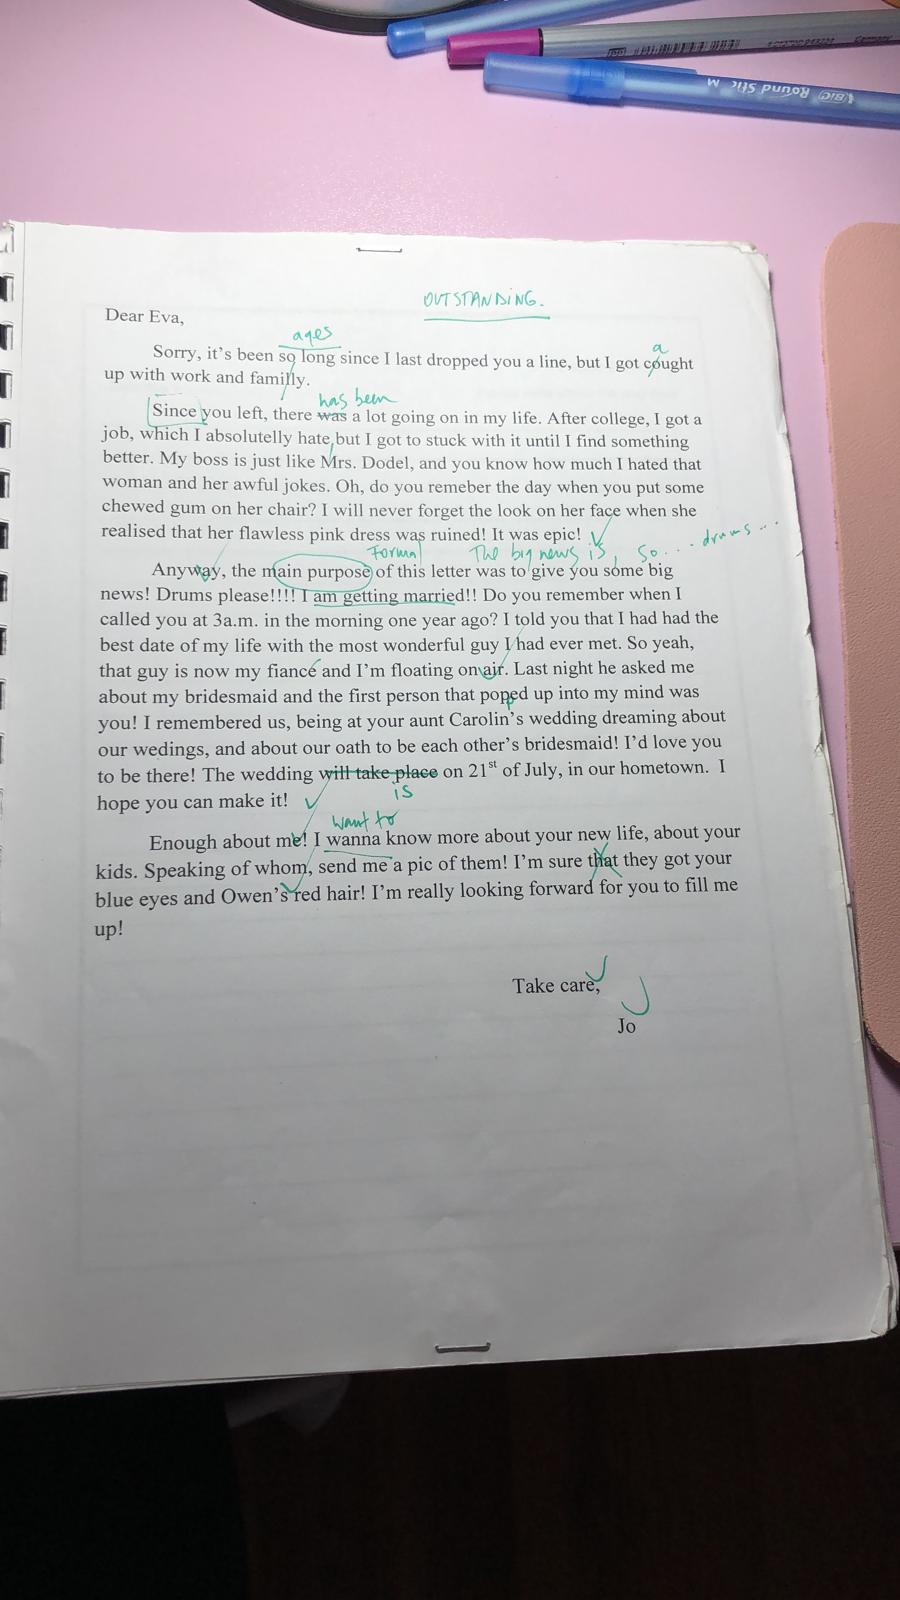 BIC Round Stic M
OUTSTANDING.
Dear Eva,
ages
a
Sorry, it's been so long since I last dropped you a line, but I got cought
up with work and familly.
has been
Since you left, there was a lot going on in my life. After college, I got a
job, which I absolutelly hate, but I got to stuck with it until I find something
better. My boss is just like Mrs. Dodel, and you know how much I hated that
woman and her awful jokes. Oh, do you remeber the day when you put some
chewed gum on her chair? I will never forget the look on her face when she
realised that her flawless pink dress was ruined! It was epic!
Formal The big news is, so... drums...
Anyway, the main purpose of this letter was to give you some big
news! Drums please!!!! I am getting married!! Do you remember when I
called you at 3a.m. in the morning one year ago? I told you that I had had the
best date of my life with the most wonderful guy I had ever met. So yeah,
that guy is now my fiancé and I'm floating on air. Last night he asked me
about my bridesmaid and the first person that poped up into my mind was
p
you! I remembered us, being at your aunt Carolin's wedding dreaming about
our wedings, and about our oath to be each other's bridesmaid! I'd love you
to be there! The wedding will take place on 21st of July, in our hometown. I
is
hope you can make it!
want to
Enough about me! I wanna know more about your new life, about your
kids. Speaking of whom, send me a pic of them! I'm sure that they got your
blue eyes and Owen's red hair! I'm really looking forward for you to fill me
up!
Take care,
Jo